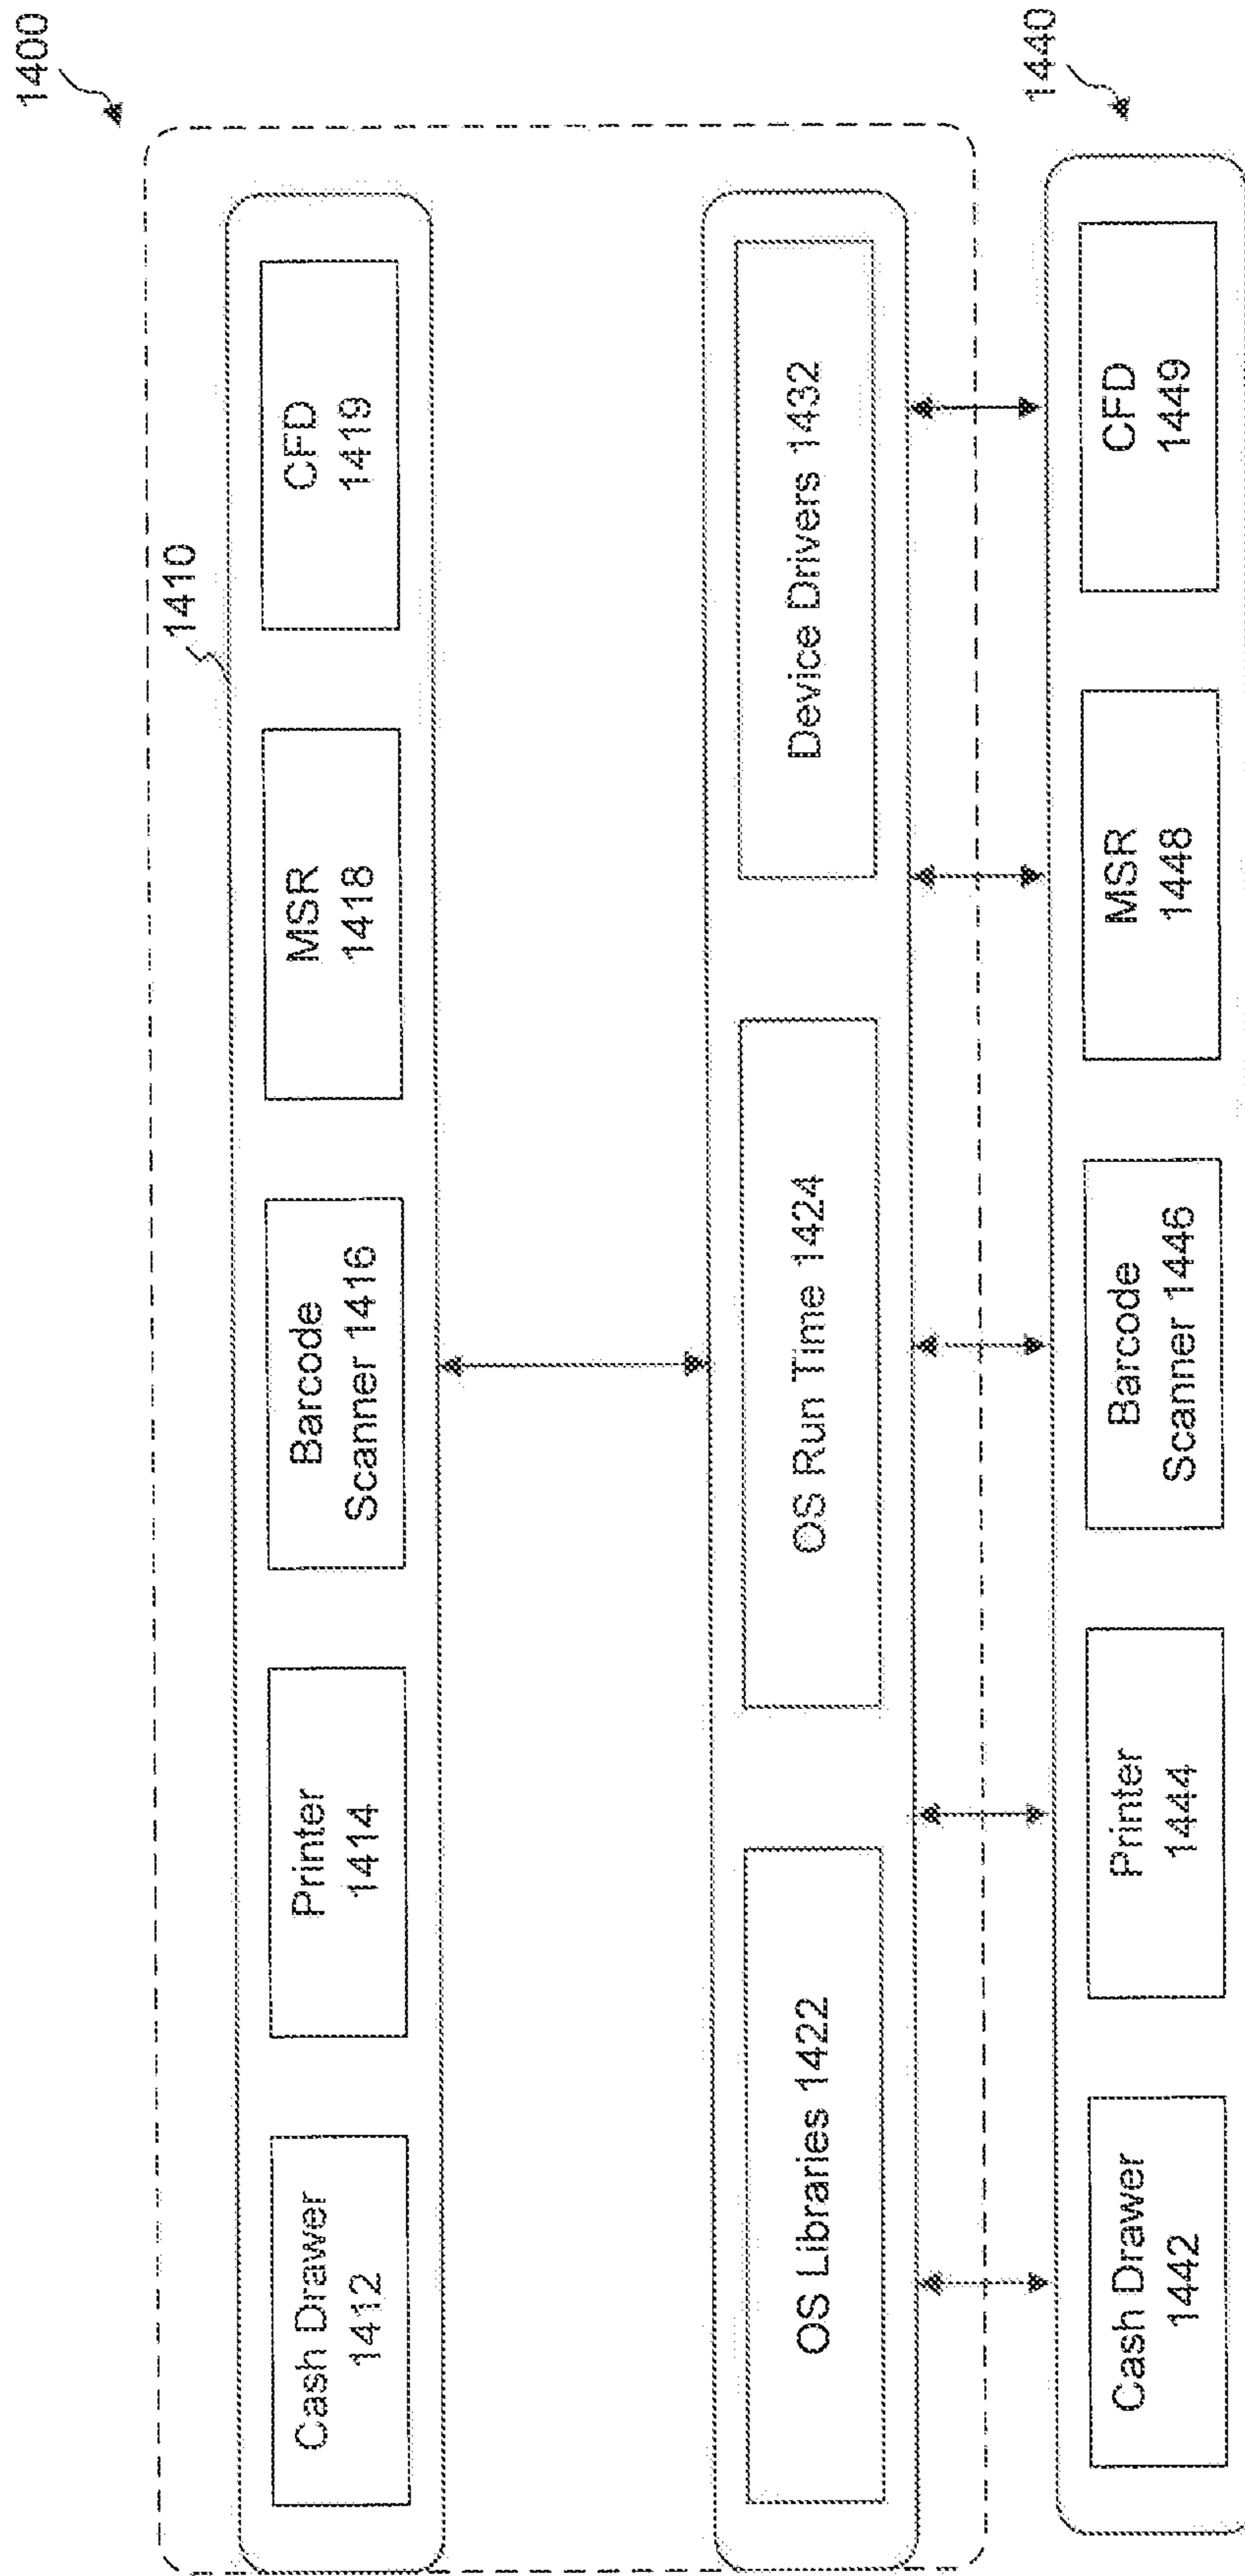 1400
1410
Cash Drawer
1412
Printer
1414
Barcode
Scanner 1416
MSR
1418
CFD
1419
OS Libraries 1422
OS Run Time 1424
Device Drivers 1432
1440
Cash Drawer
1442
Printer
1444
Barcode
Scanner 1446
MSR
1448
CFD
1449